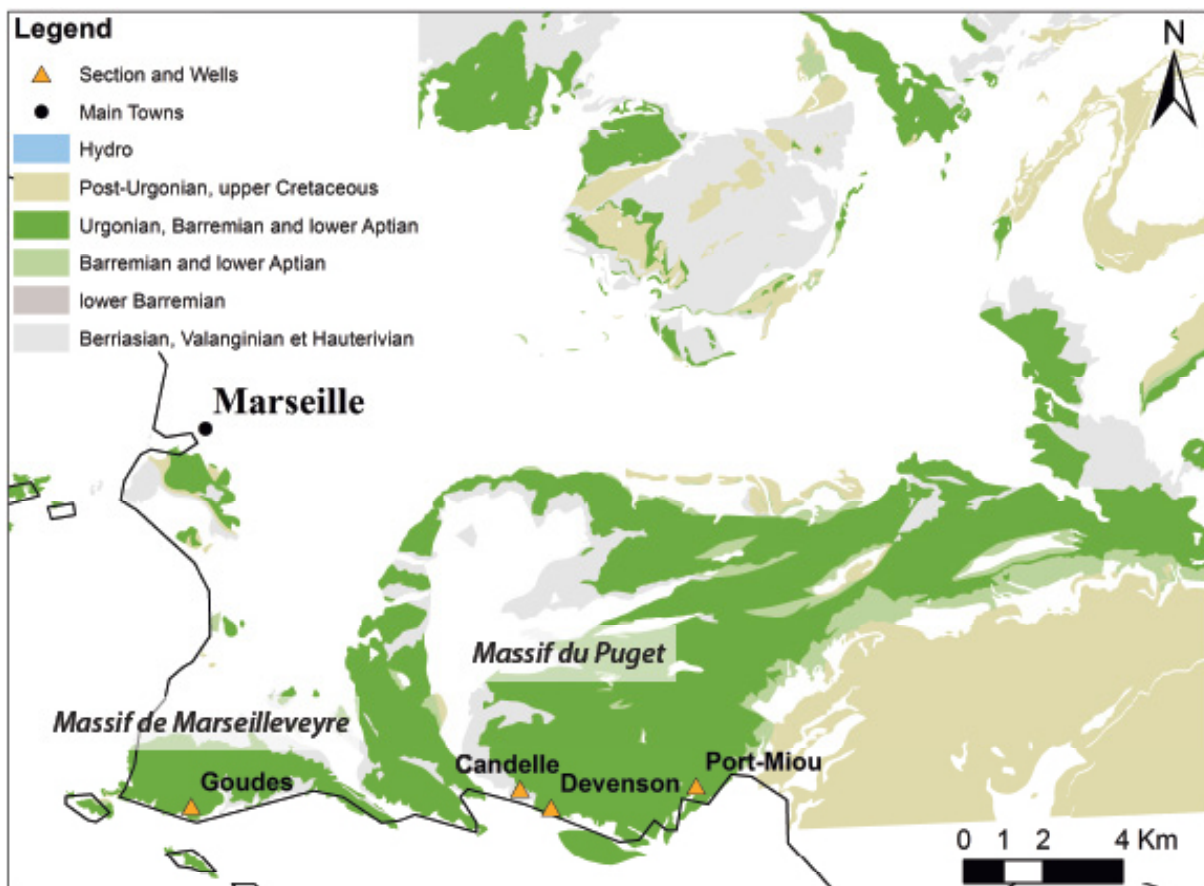 Legend
N
Section and Wells
Main Towns
Hydro
Post-Urgonian, upper Cretaceous
Urgonian, Barremian and lower Aptian
Barremian and lower Aptian
lower Barremian
Berriasian, Valanginian et Hauterivian
Marseille
Massif du Puget
Massif de Marseilleveyre
Goudes
Candelle
Devenson
Port-Miou
0 1 2 4 Km